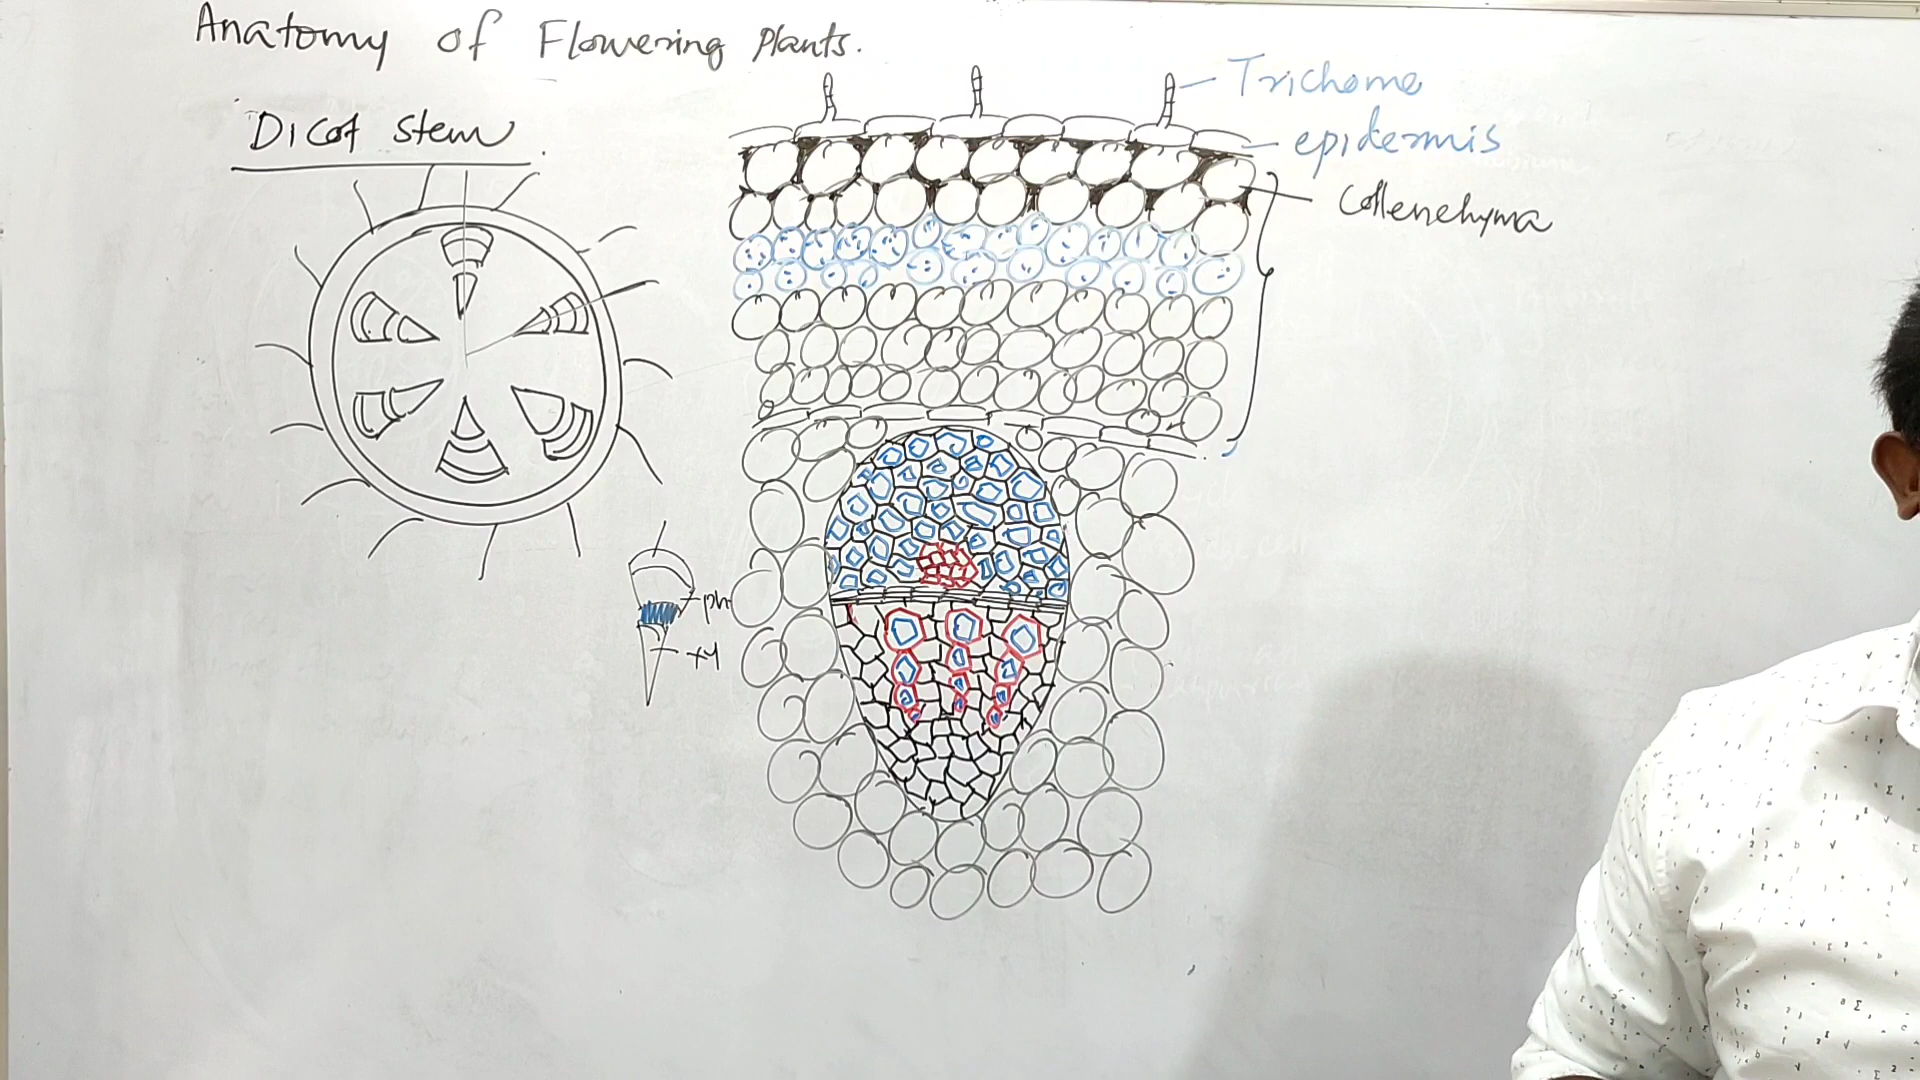 Anatomy of Flowering plants.
Dicot stem
Trichome
epidermis
Collenchyma
ph
xy